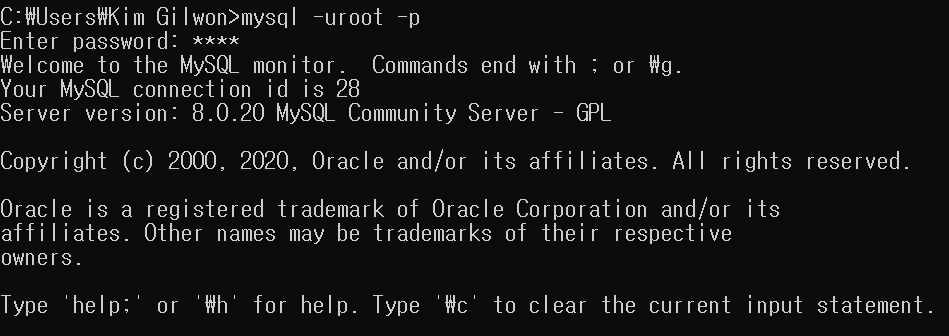 C:₩Users₩Kim Gilwon>mysql -uroot -p
Enter password: ****
Welcome to the MySQL monitor.  Commands end with ; or ₩g.
Your MySQL connection id is 28
Server version: 8.0.20 MySQL Community Server - GPL
Copyright (c) 2000, 2020, Oracle and/or its affiliates. All rights reserved.
Oracle is a registered trademark of Oracle Corporation and/or its
affiliates. Other names may be trademarks of their respective
owners.
Type 'help;' or '₩h' for help. Type '₩c' to clear the current input statement.